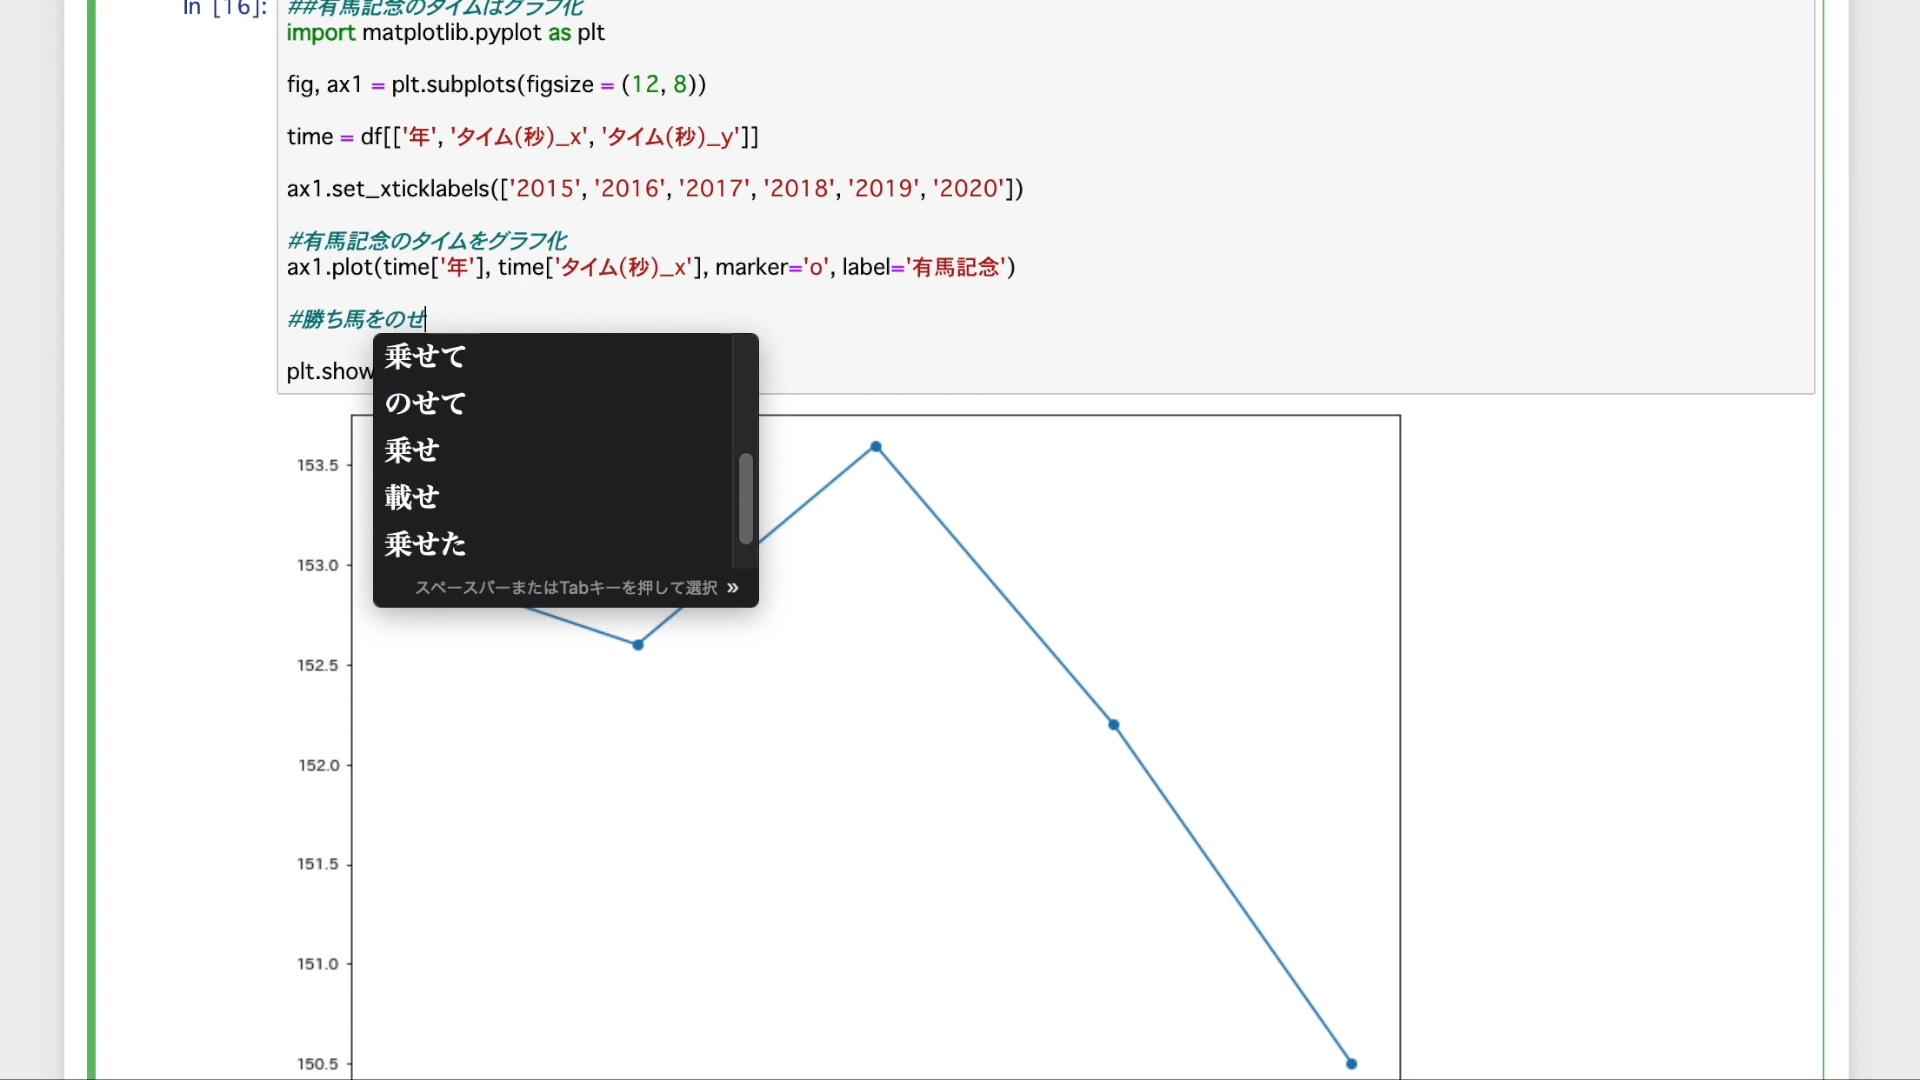 In [16]:
##有馬記念のタイムはグラフ化
import matplotlib.pyplot as plt
fig, ax1 = plt.subplots(figsize = (12, 8))
time = df[['年', 'タイム(秒)_x', 'タイム(秒)_y']]
ax1.set_xticklabels(['2015', '2016', '2017', '2018', '2019', '2020'])
#有馬記念のタイムをグラフ化
ax1.plot(time['年'], time['タイム(秒)_x'], marker='o', label='有馬記念')
#勝ち馬をのせ
plt.show
乗せて
のせて
乗せ
載せ
乗せた
スペースバーまたはTabキーを押して選択 »
153.5
153.0
152.5
152.0
151.5
151.0
150.5